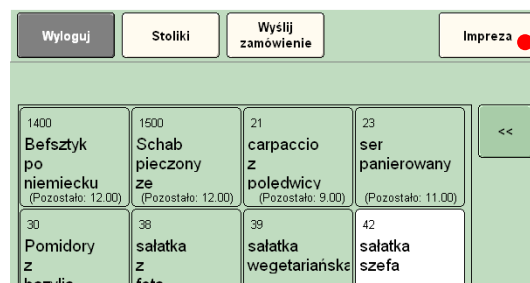 Wyloguj
Stoliki
Wyślij
zamówienie
Impreza
<<
1400
Befsztyk
po
niemiecku
(Pozostało: 12.00)
1500
Schab
pieczony
ze
(Pozostało: 12.00)
21
carpaccio
z
polędwicy
(Pozostało: 9.00)
23
ser
panierowany
(Pozostało: 11.00)
30
Pomidory
z
38
sałatka
z
39
sałatka
wegetariańska
42
sałatka
szefa